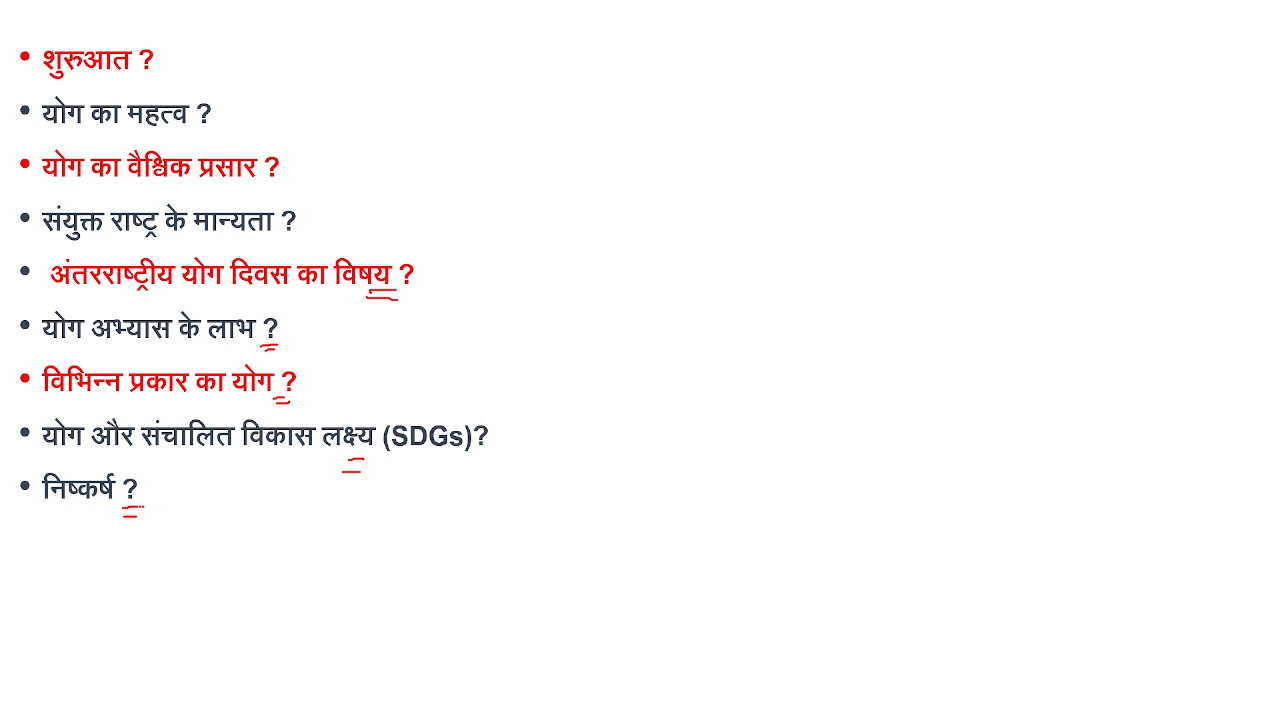 • शुरुआत ?
• योग का महत्व ?
• योग का वैश्विक प्रसार ?
• संयुक्त राष्ट्र के मान्यता ?
• अंतरराष्ट्रीय योग दिवस का विषय ?
• योग अभ्यास के लाभ ?
• विभिन्न प्रकार का योग ?
• योग और संचालित विकास लक्ष्य (SDGs)?
• निष्कर्ष ?